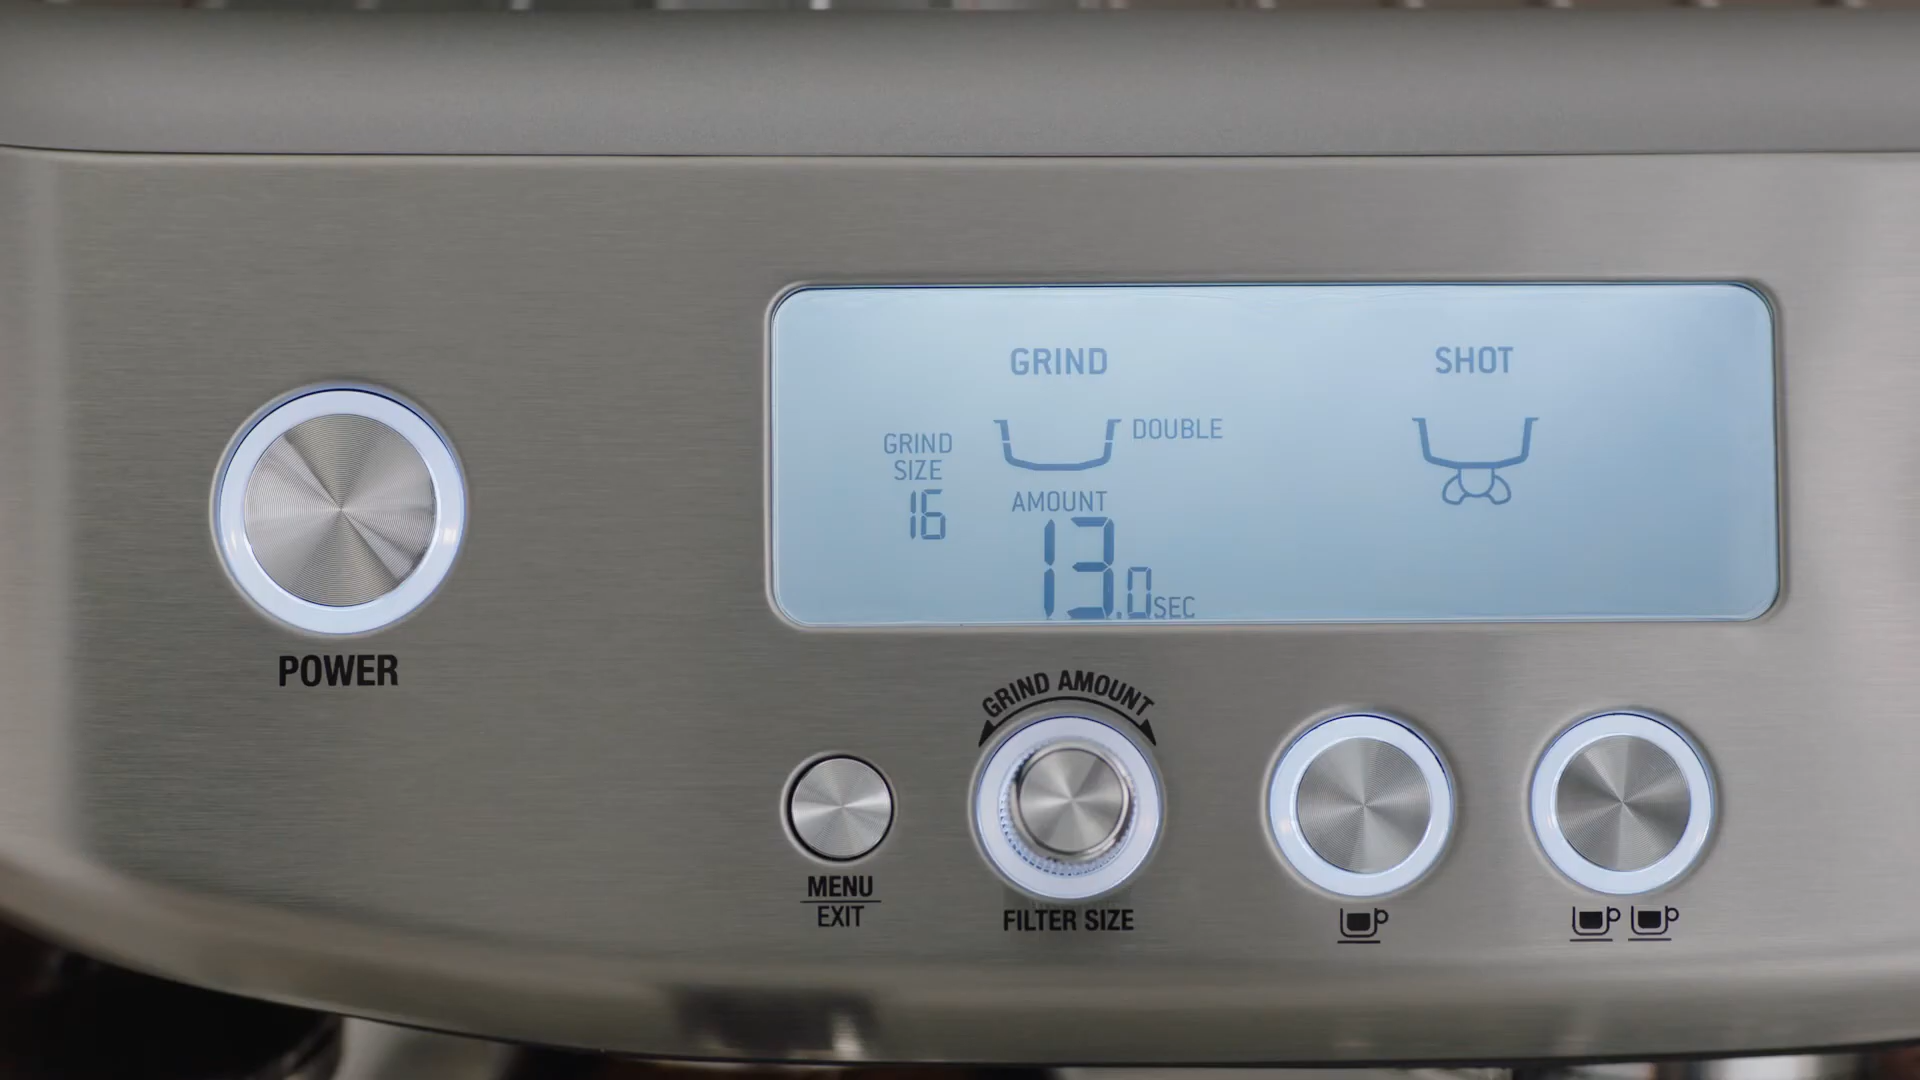 GRIND
SHOT
DOUBLE
GRIND
SIZE
16
AMOUNT
13.0SEC
POWER
GRIND AMOUNT
MENU
EXIT
FILTER SIZE